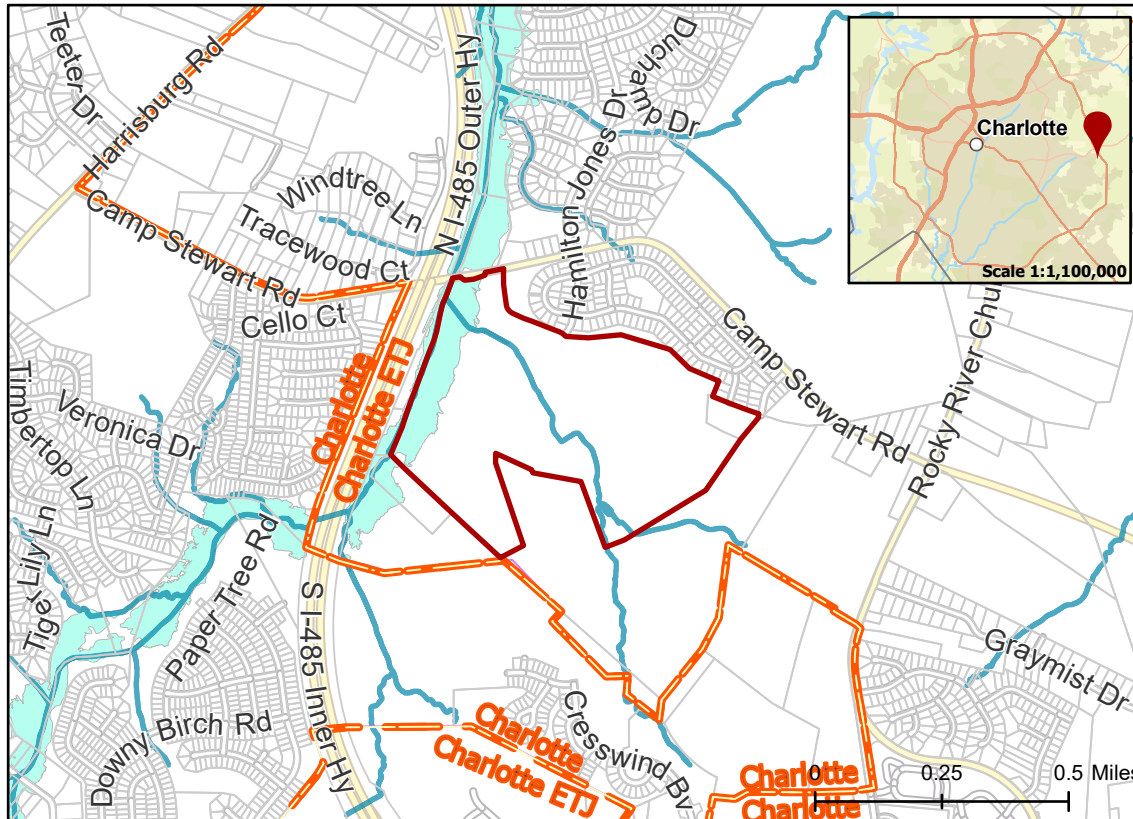 Teeter Dr
Harrisburg Rd
N I-485 Outer Hy
Duchamp Dr
Charlotte
Scale 1:1,100,000
Windtree Ln
Tracewood Ct
Camp Stewart Rd
Cello Ct
Hamilton Jones Dr
Camp Stewart Rd
Rocky River Chu
Charlotte
Charlotte ETJ
Timbertop Ln
Veronica Dr
Tiger Lily Ln
Paper Tree Rd
S I-485 Inner Hy
Downy Birch Rd
Cresswind Bv
Graymist Dr
Charlotte
Charlotte ETJ
Charlotte
Charlotte
0 0.25 0.5 Miles